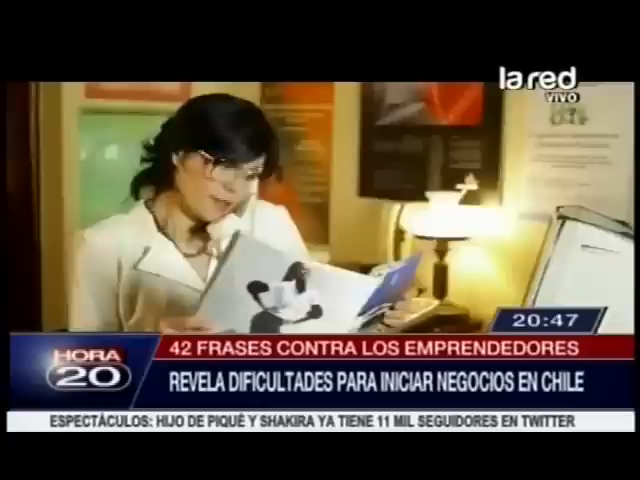 la red
VIVO
20:47
HORA
20
42 FRASES CONTRA LOS EMPRENDEDORES
REVELA DIFICULTADES PARA INICIAR NEGOCIOS EN CHILE
ESPECTÁCULOS: HIJO DE PIQUÉ Y SHAKIRA YA TIENE 11 MIL SEGUIDORES EN TWITTER